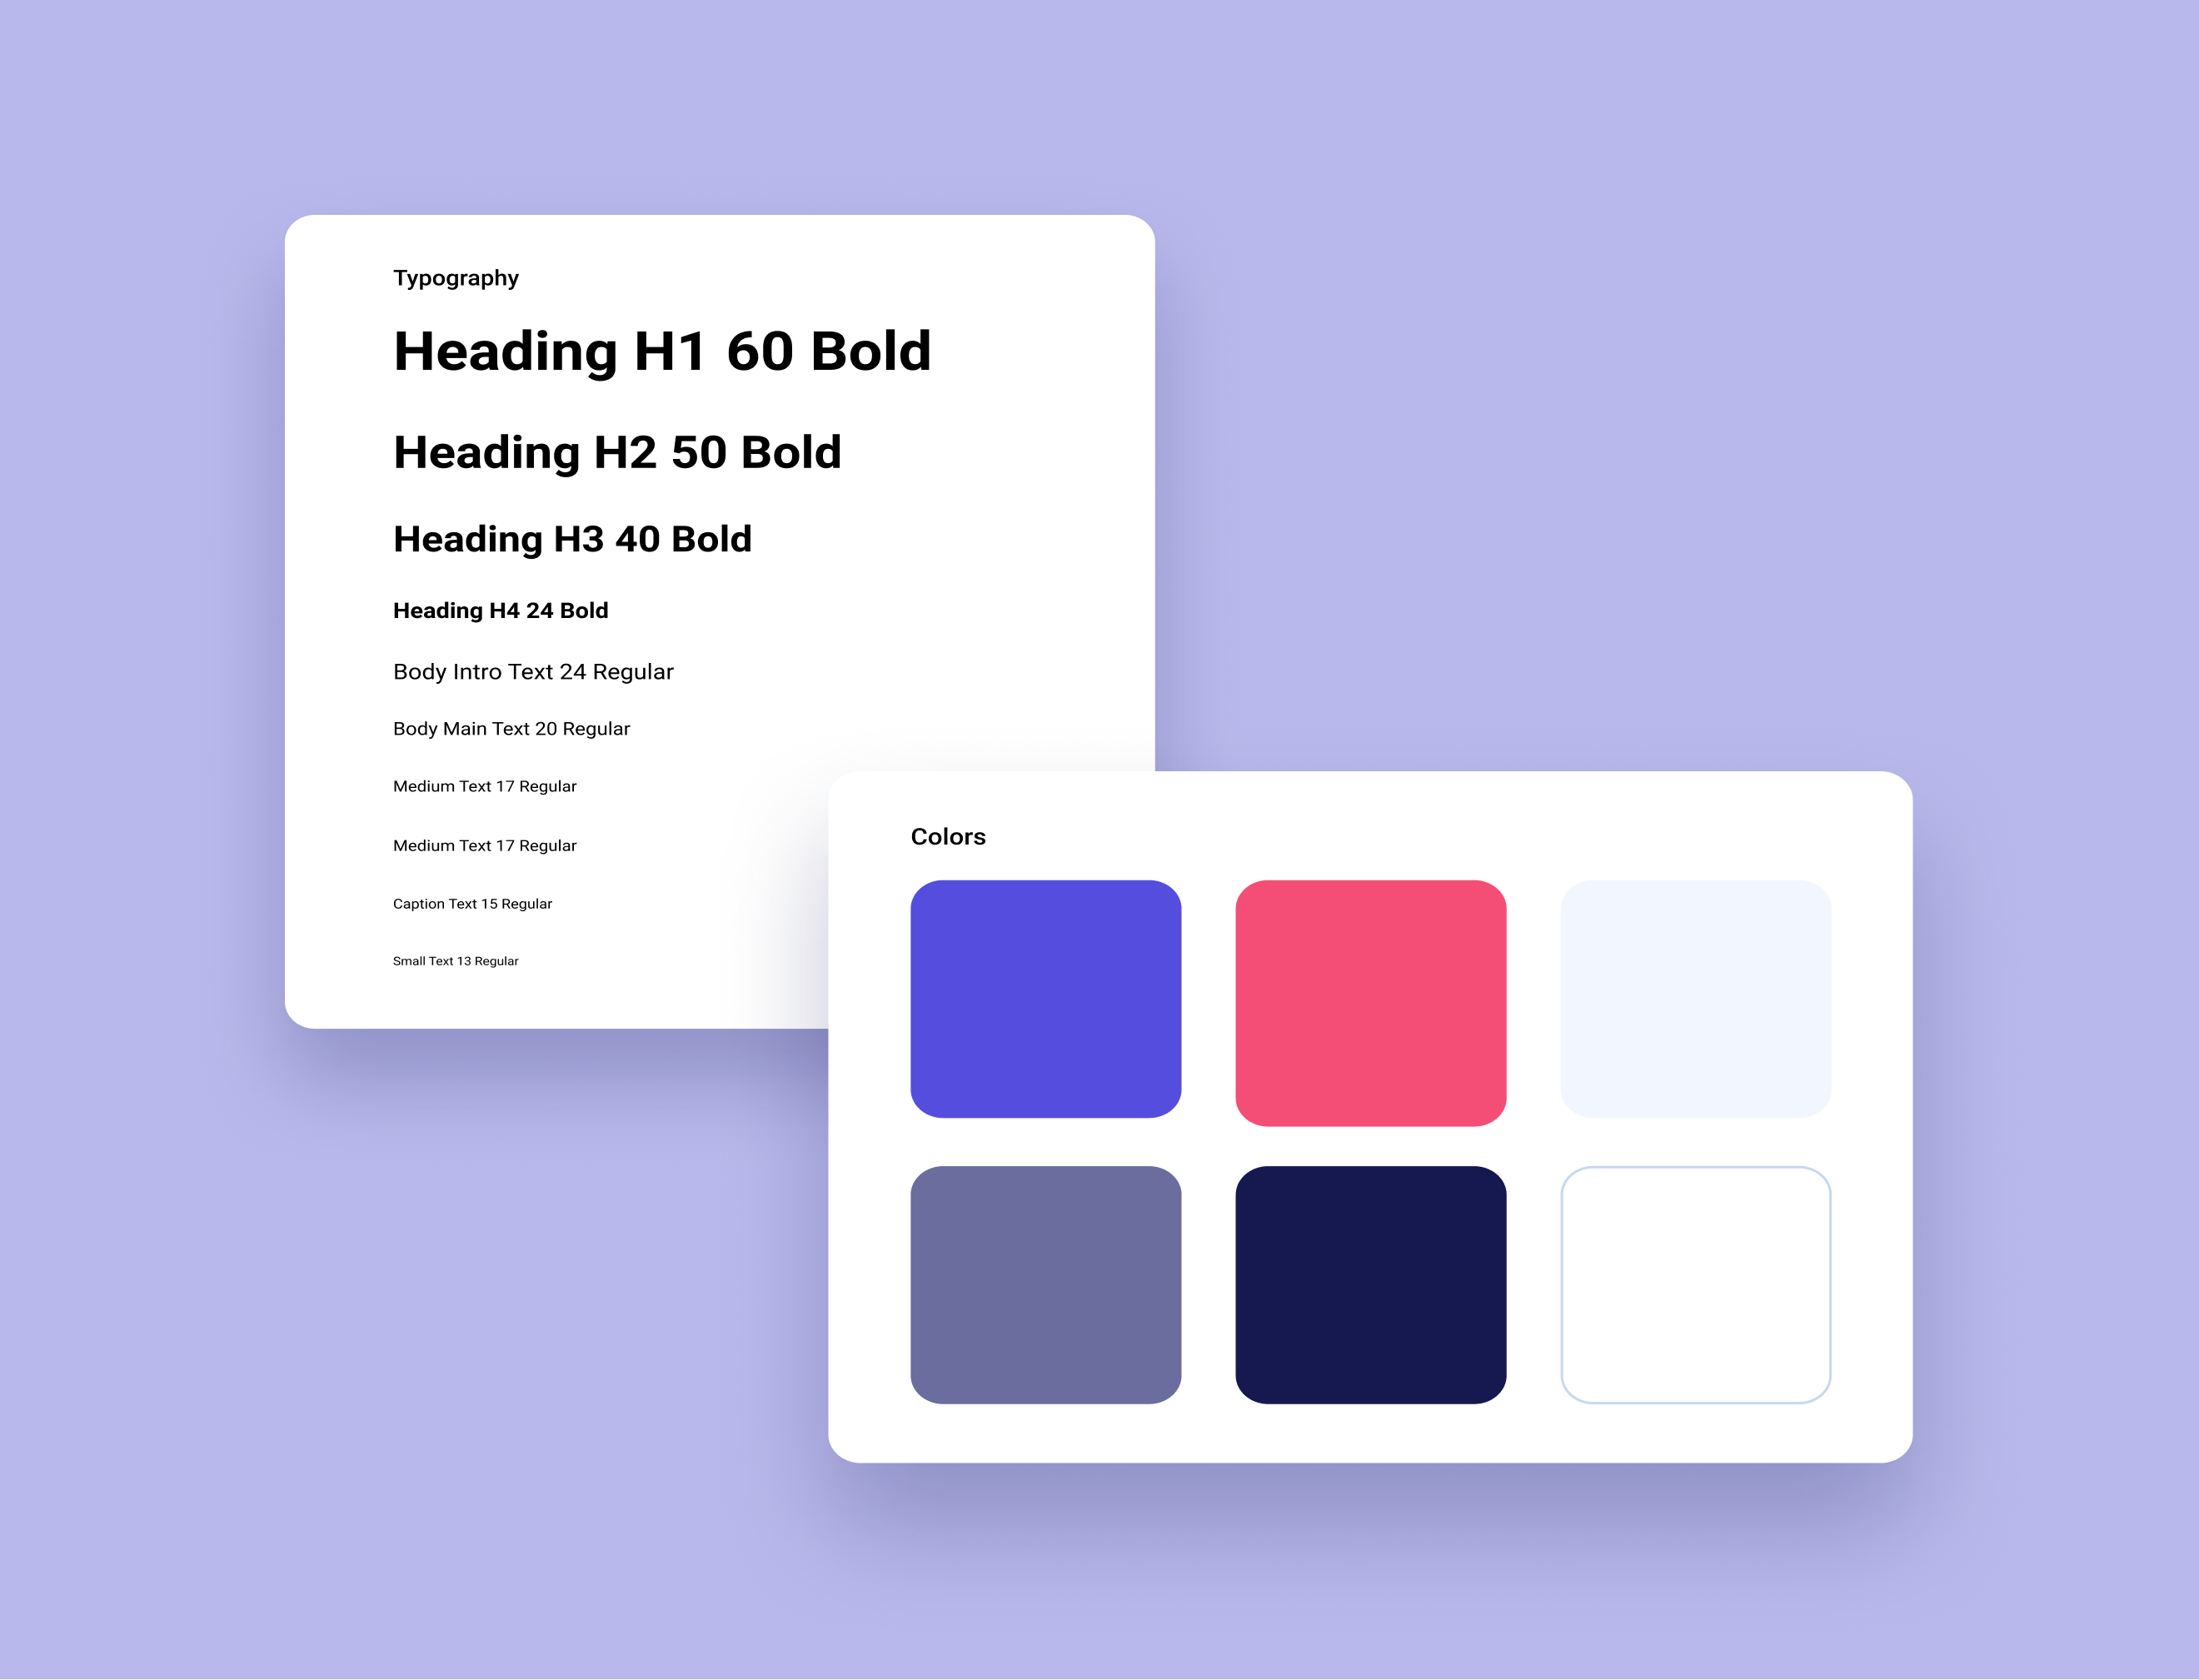 Typography
Heading H1 60 Bold
Heading H2 50 Bold
Heading H3 40 Bold
Heading H4 24 Bold
Body Intro Text 24 Regular
Body Main Text 20 Regular
Medium Text 17 Regular
Medium Text 17 Regular
Caption Text 15 Regular
Small Text 13 Regular
Colors